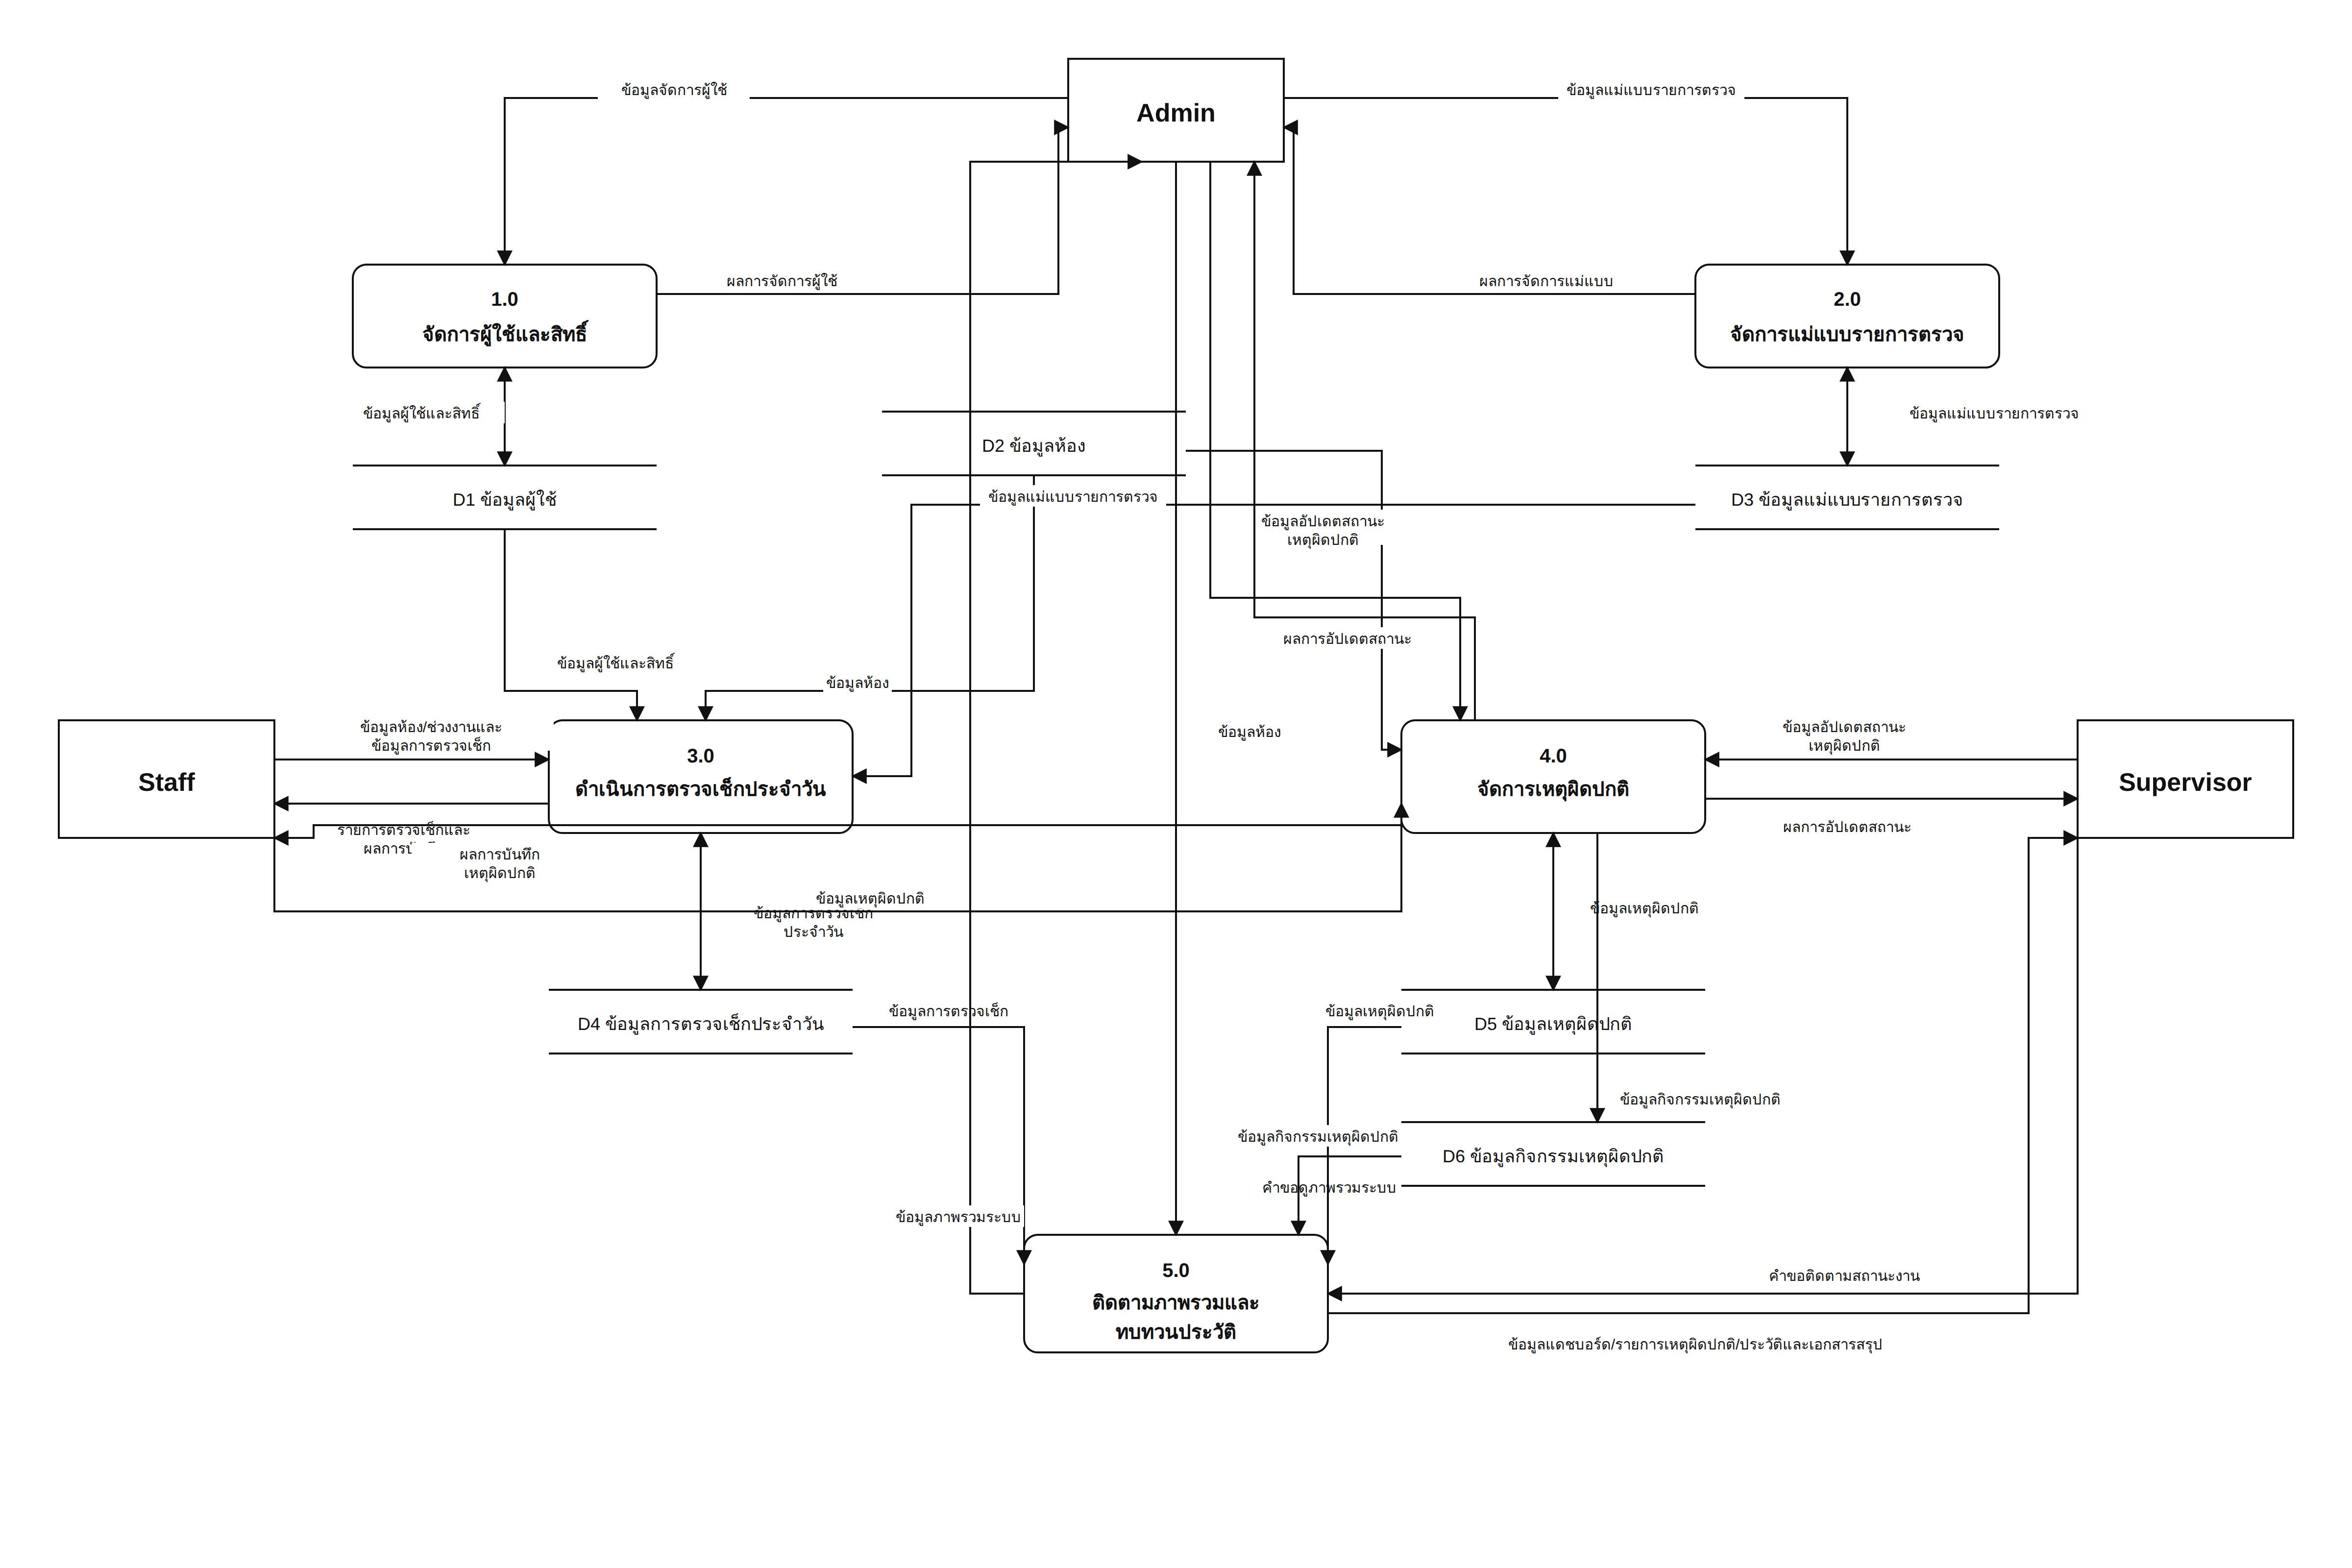 ข้อมูลจัดการผู้ใช้
ข้อมูลแม่แบบรายการตรวจ
Admin
ผลการจัดการผู้ใช้
ผลการจัดการแม่แบบ
1.0
จัดการผู้ใช้และสิทธิ์
2.0
จัดการแม่แบบรายการตรวจ
ข้อมูลผู้ใช้และสิทธิ์
ข้อมูลแม่แบบรายการตรวจ
D2 ข้อมูลห้อง
D1 ข้อมูลผู้ใช้
ข้อมูลแม่แบบรายการตรวจ
D3 ข้อมูลแม่แบบรายการตรวจ
ข้อมูลอัปเดตสถานะ
เหตุผิดปกติ
ผลการอัปเดตสถานะ
ข้อมูลผู้ใช้และสิทธิ์
ข้อมูลห้อง
ข้อมูลห้อง/ช่วงงานและ
ข้อมูลการตรวจเช็ก
ข้อมูลห้อง
ข้อมูลอัปเดตสถานะ
เหตุผิดปกติ
Staff
3.0
ดำเนินการตรวจเช็กประจำวัน
4.0
จัดการเหตุผิดปกติ
Supervisor
รายการตรวจเช็กและ
ผลการบันทึก
เหตุผิดปกติ
ผลการอัปเดตสถานะ
ข้อมูลเหตุผิดปกติ
ข้อมูลการตรวจเช็ก
ประจำวัน
ข้อมูลเหตุผิดปกติ
ข้อมูลการตรวจเช็ก
ข้อมูลเหตุผิดปกติ
D4 ข้อมูลการตรวจเช็กประจำวัน
D5 ข้อมูลเหตุผิดปกติ
ข้อมูลกิจกรรมเหตุผิดปกติ
ข้อมูลกิจกรรมเหตุผิดปกติ
D6 ข้อมูลกิจกรรมเหตุผิดปกติ
คำขอดูภาพรวมระบบ
ข้อมูลภาพรวมระบบ
5.0
ติดตามภาพรวมและ
ทบทวนประวัติ
คำขอติดตามสถานะงาน
ข้อมูลแดชบอร์ด/รายการเหตุผิดปกติ/ประวัติและเอกสารสรุป